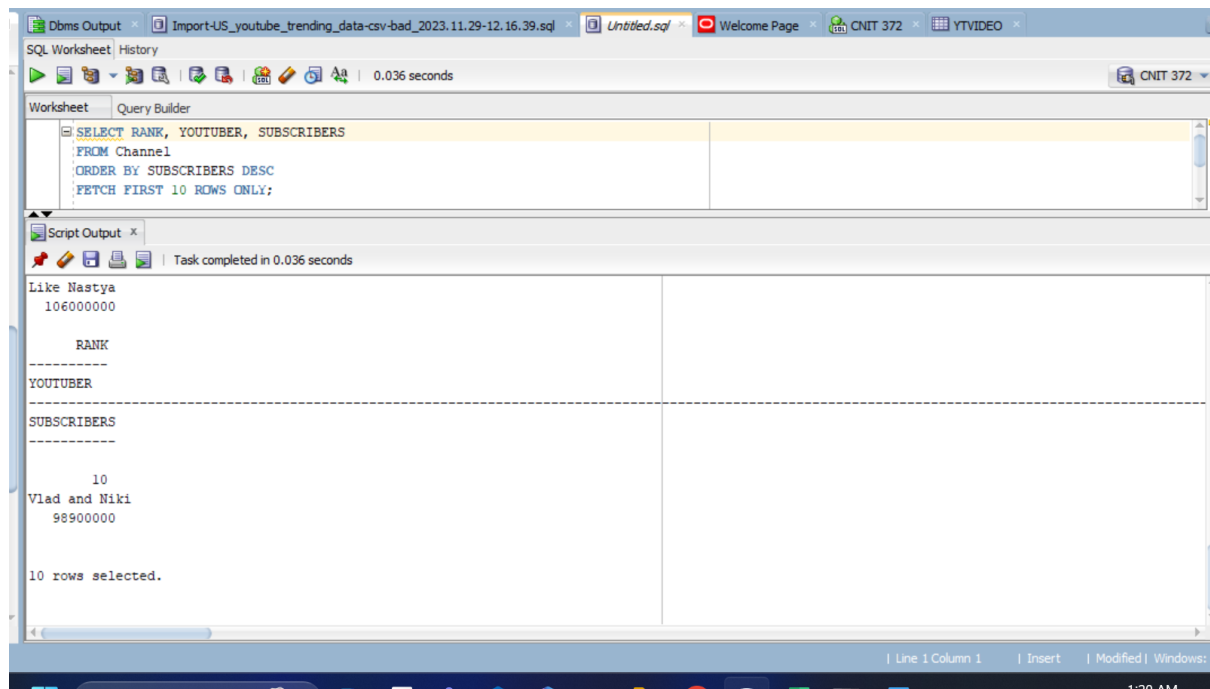 Dbms Output Import-US_youtube_trending_data-csv-bad_2023.11.29-12.16.39.sql Untitled.sql Welcome Page CNIT 372 YTVIDEO
SQL Worksheet History
0.036 seconds CNIT 372
Worksheet Query Builder
SELECT RANK, YOUTUBER, SUBSCRIBERS
FROM Channel
ORDER BY SUBSCRIBERS DESC
FETCH FIRST 10 ROWS ONLY;
Script Output x
Task completed in 0.036 seconds
Like Nastya
106000000
RANK
----------
YOUTUBER
--------------------------------------------------------------------------------
SUBSCRIBERS
-----------
10
Vlad and Niki
98900000
10 rows selected.
Line 1 Column 1 | Insert | Modified | Windows: